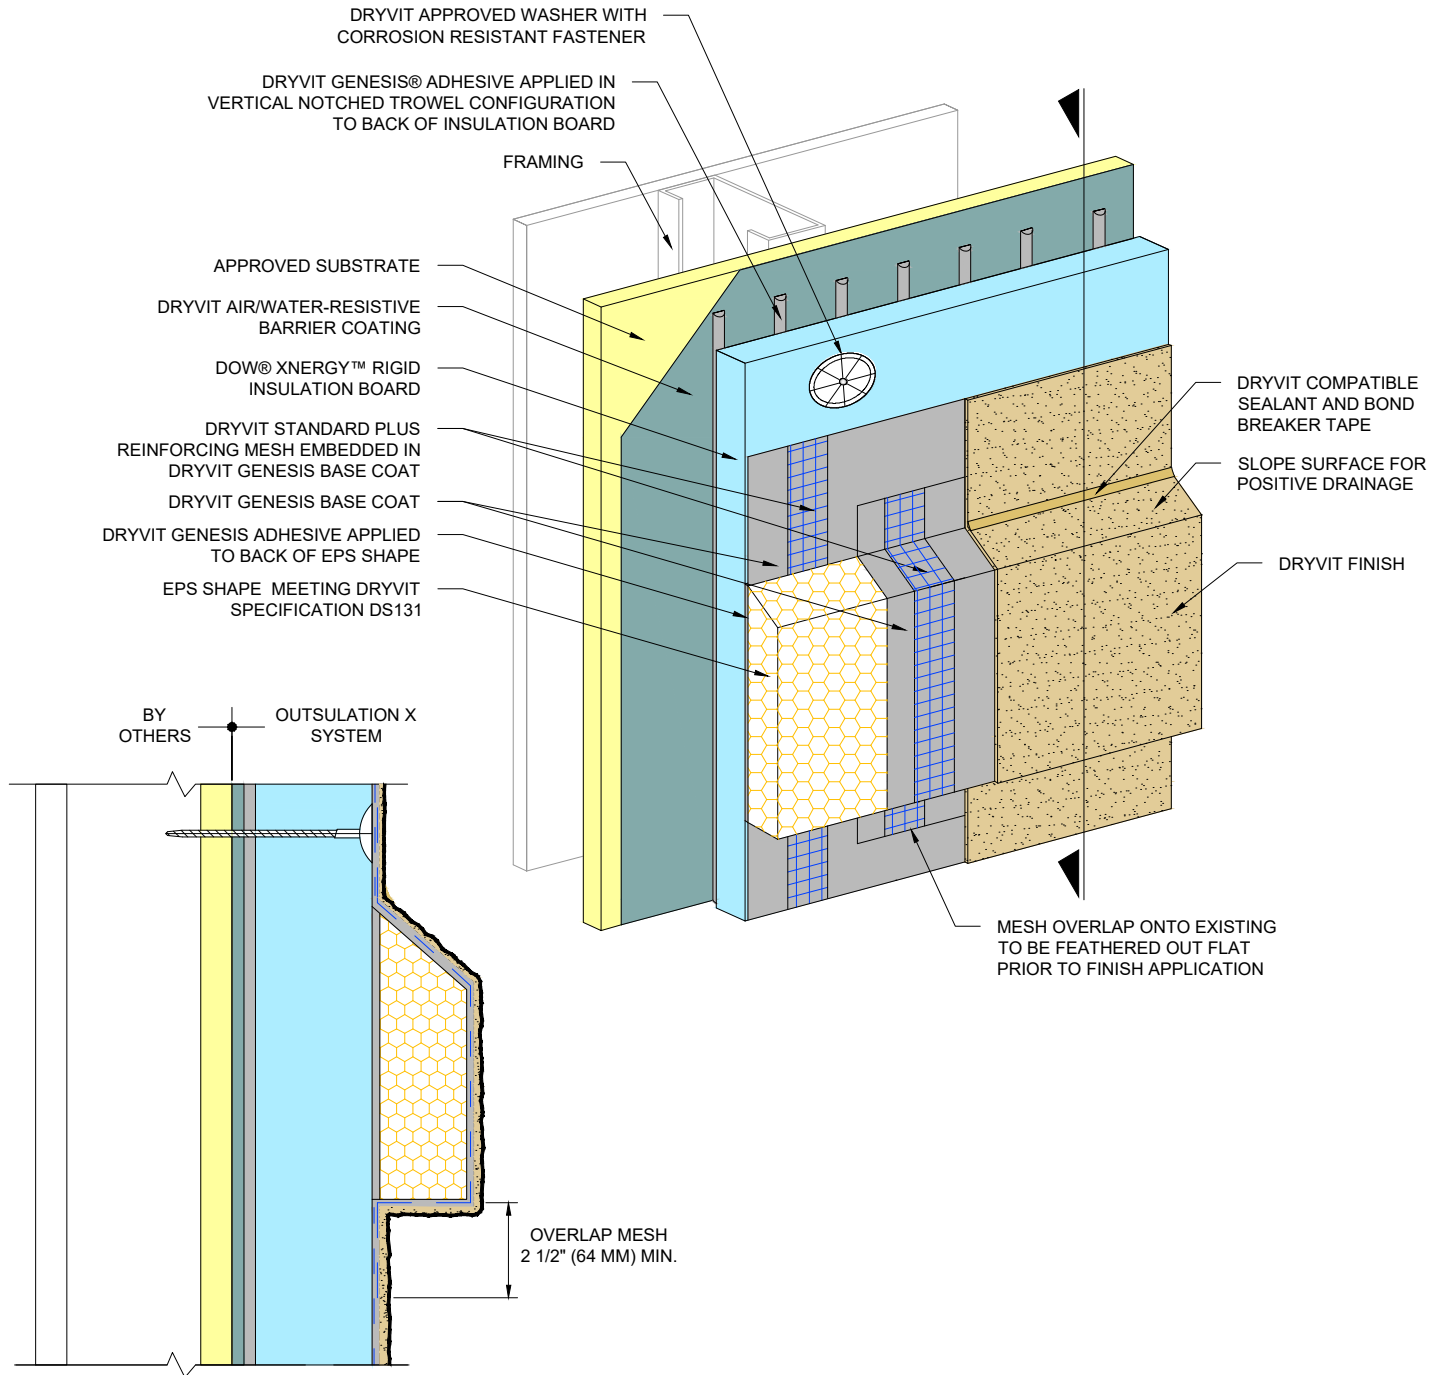 DRYVIT APPROVED WASHER WITH
CORROSION RESISTANT FASTENER
DRYVIT GENESIS® ADHESIVE APPLIED IN
VERTICAL NOTCHED TROWEL CONFIGURATION
TO BACK OF INSULATION BOARD
FRAMING
APPROVED SUBSTRATE
DRYVIT AIR/WATER-RESISTIVE
BARRIER COATING
DOW® XNERGY™ RIGID
INSULATION BOARD
DRYVIT STANDARD PLUS
REINFORCING MESH EMBEDDED IN
DRYVIT GENESIS BASE COAT
DRYVIT GENESIS BASE COAT
DRYVIT GENESIS ADHESIVE APPLIED
TO BACK OF EPS SHAPE
EPS SHAPE MEETING DRYVIT
SPECIFICATION DS131
DRYVIT COMPATIBLE
SEALANT AND BOND
BREAKER TAPE
SLOPE SURFACE FOR
POSITIVE DRAINAGE
DRYVIT FINISH
MESH OVERLAP ONTO EXISTING
TO BE FEATHERED OUT FLAT
PRIOR TO FINISH APPLICATION
BY
OTHERS
OUTSULATION X
SYSTEM
OVERLAP MESH
2 1/2" (64 MM) MIN.